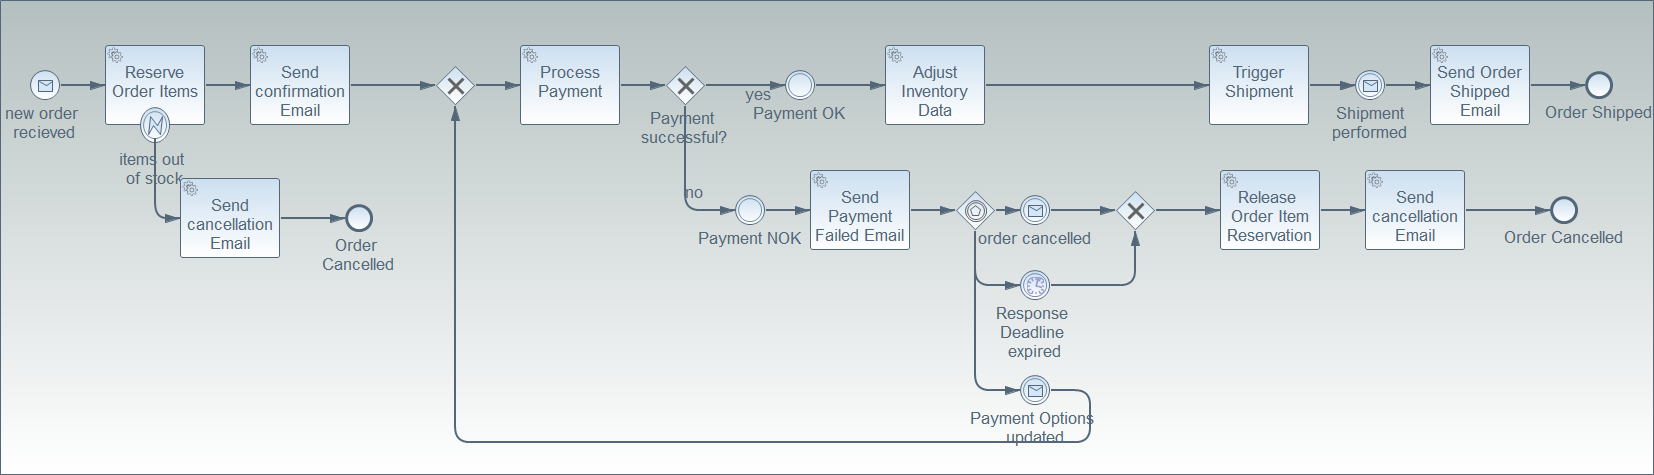 new order
recieved
Reserve
Order Items
items out
of stock
Send
cancellation
Email
Order
Cancelled
Send
confirmation
Email
Process
Payment
Payment
successful?
yes
Payment OK
Adjust
Inventory
Data
Trigger
Shipment
Shipment
performed
Send Order
Shipped
Email
Order Shipped
no
Payment NOK
Send
Payment
Failed Email
order cancelled
Response
Deadline
expired
Payment Options
updated
Release
Order Item
Reservation
Send
cancellation
Email
Order Cancelled